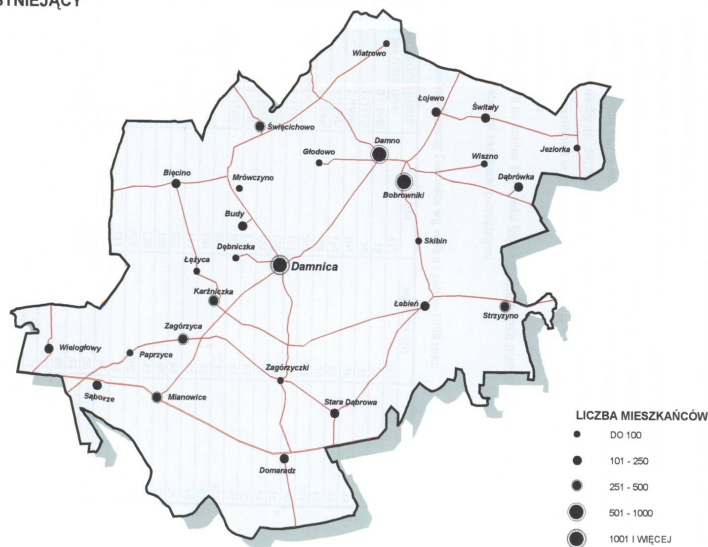 STNIEJĄCY
Wiatrowo
Łojewo
Świtały
Święcichowo
Damno
Głodowo
Wiszno
Jeziorka
Bięcino
Mrówczyno
Dąbrówka
Bobrowniki
Budy
Skibin
Dębniczka
Damnica
Łężyca
Karżniczka
Łebień
Strzyżyno
Zagórzyca
Wielogłowy
Paprzyce
Zagórzyczki
Sąborze
Mianowice
Stara Dąbrowa
Domaradz
LICZBA MIESZKAŃCÓW
DO 100
101 - 250
251 - 500
501 - 1000
1001 I WIĘCEJ